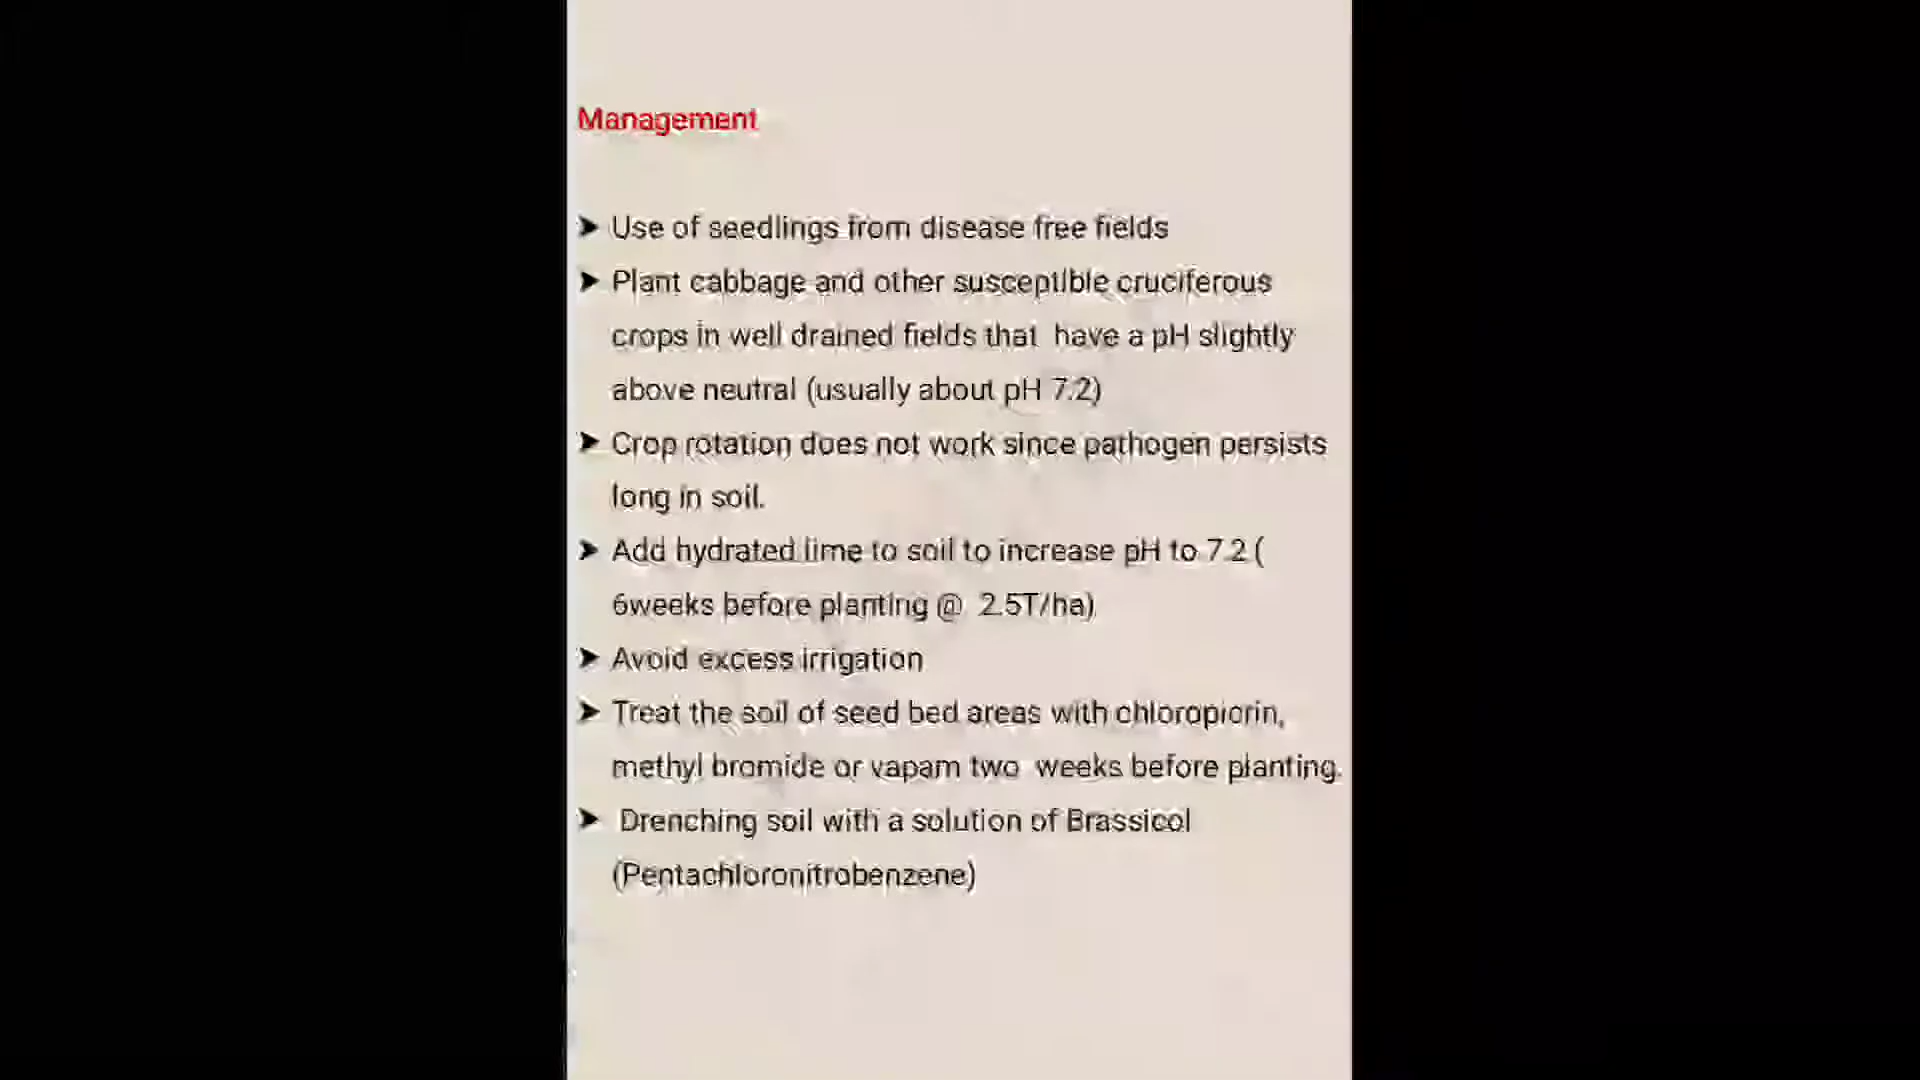 Management
➤ Use of seedlings from disease free fields
➤ Plant cabbage and other susceptible cruciferous
crops in well drained fields that have a pH slightly
above neutral (usually about pH 7.2)
➤ Crop rotation does not work since pathogen persists
long in soil.
➤ Add hydrated lime to soil to increase pH to 7.2 (
6weeks before planting @ 2.5T/ha)
➤ Avoid excess irrigation
➤ Treat the soil of seed bed areas with chloropicrin,
methyl bromide or vapam two weeks before planting.
➤ Drenching soil with a solution of Brassicol
(Pentachloronitrobenzene)